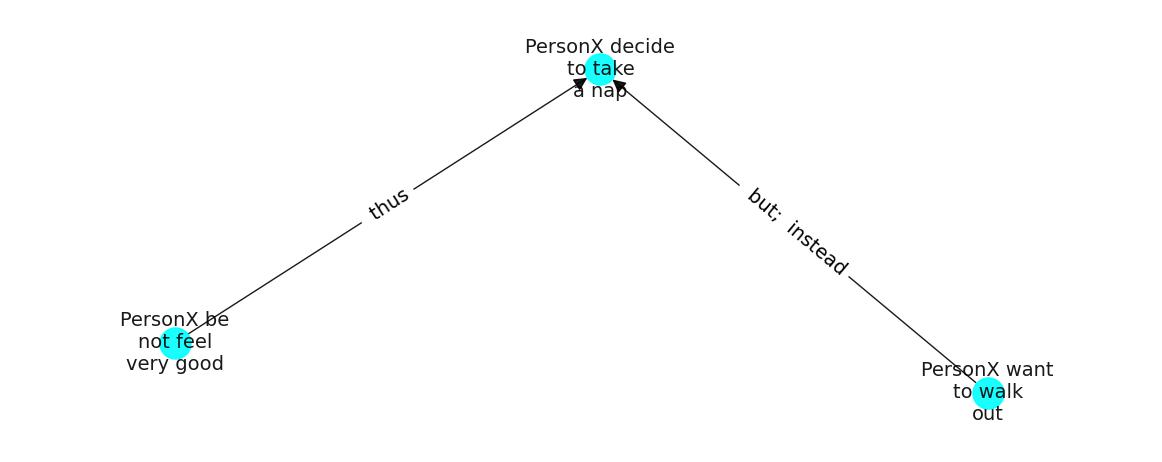 PersonX decide
to take
a nap
thus
but;  instead
PersonX be
not feel
very good
PersonX want
to walk
out